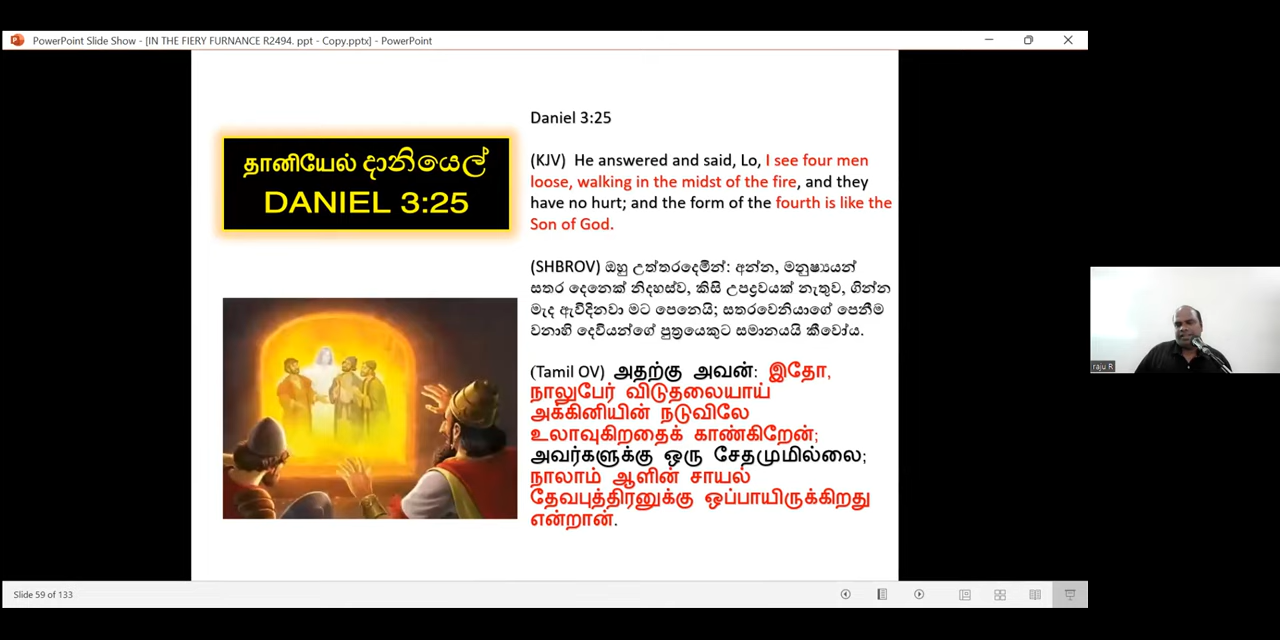 PowerPoint Slide Show - [IN THE FIERY FURNANCE R2494. ppt - Copy.pptx] - PowerPoint
தானியேல் දානියෙල්
DANIEL 3:25
Daniel 3:25
(KJV) He answered and said, Lo, I see four men
loose, walking in the midst of the fire, and they
have no hurt; and the form of the fourth is like the
Son of God.
(SHBROV) ඔහු උත්තරදෙමින්: අන්න, මනුෂ්‍යයන්
සතර දෙනෙක් නිදහස්ව, කිසි උපද්‍රවයක් නැතුව, ගින්න
මැද ඇවිදිනවා මට පෙනෙයි; සතරවෙනියාගේ පෙනීම
වනාහි දෙවියන්ගේ පුත්‍රයෙකුට සමානයයි කීවෝය.
(Tamil OV) அதற்கு அவன்: இதோ,
நாலுபேர் விடுதலையாய்
அக்கினியின் நடுவிலே
உலாவுகிறதைக் காண்கிறேன்;
அவர்களுக்கு ஒரு சேதமுமில்லை;
நாலாம் ஆளின் சாயல்
தேவபுத்திரனுக்கு ஒப்பாயிருக்கிறது
என்றான்.
raju R
Slide 59 of 133